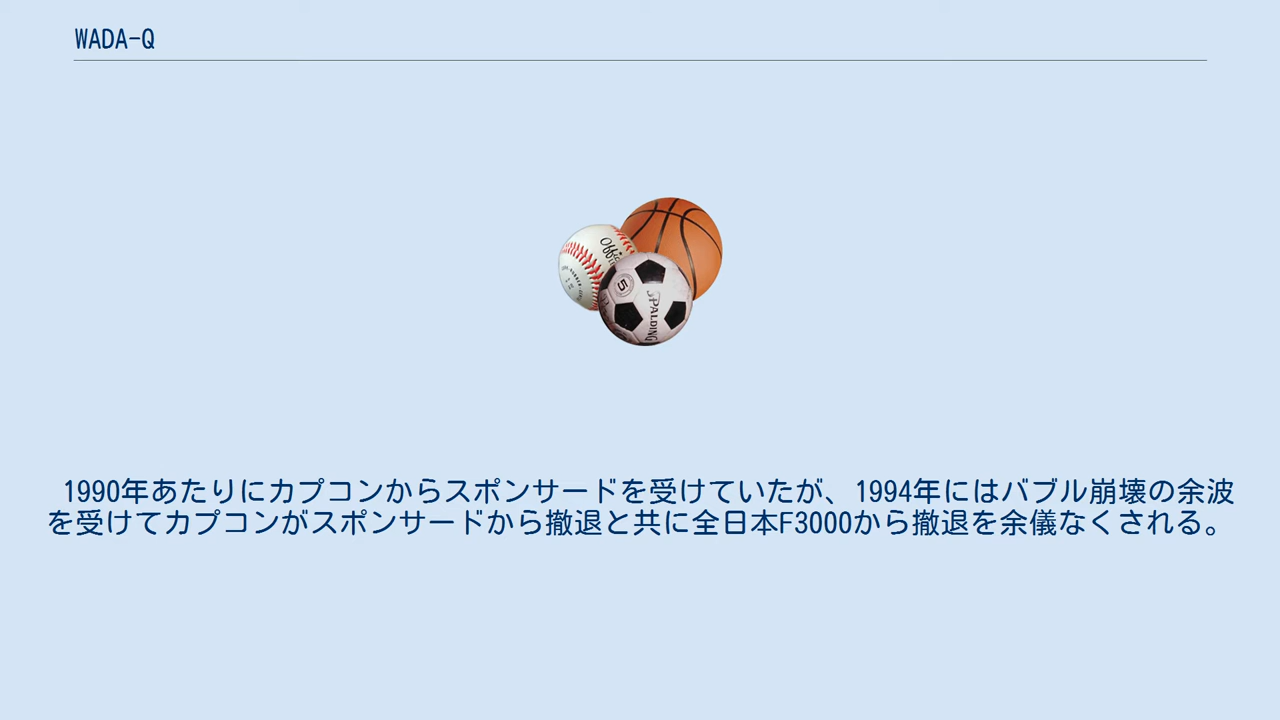 WADA-Q
Offic
5
SPALDING
1990年あたりにカプコンからスポンサードを受けていたが、1994年にはバブル崩壊の余波
を受けてカプコンがスポンサードから撤退と共に全日本F3000から撤退を余儀なくされる。